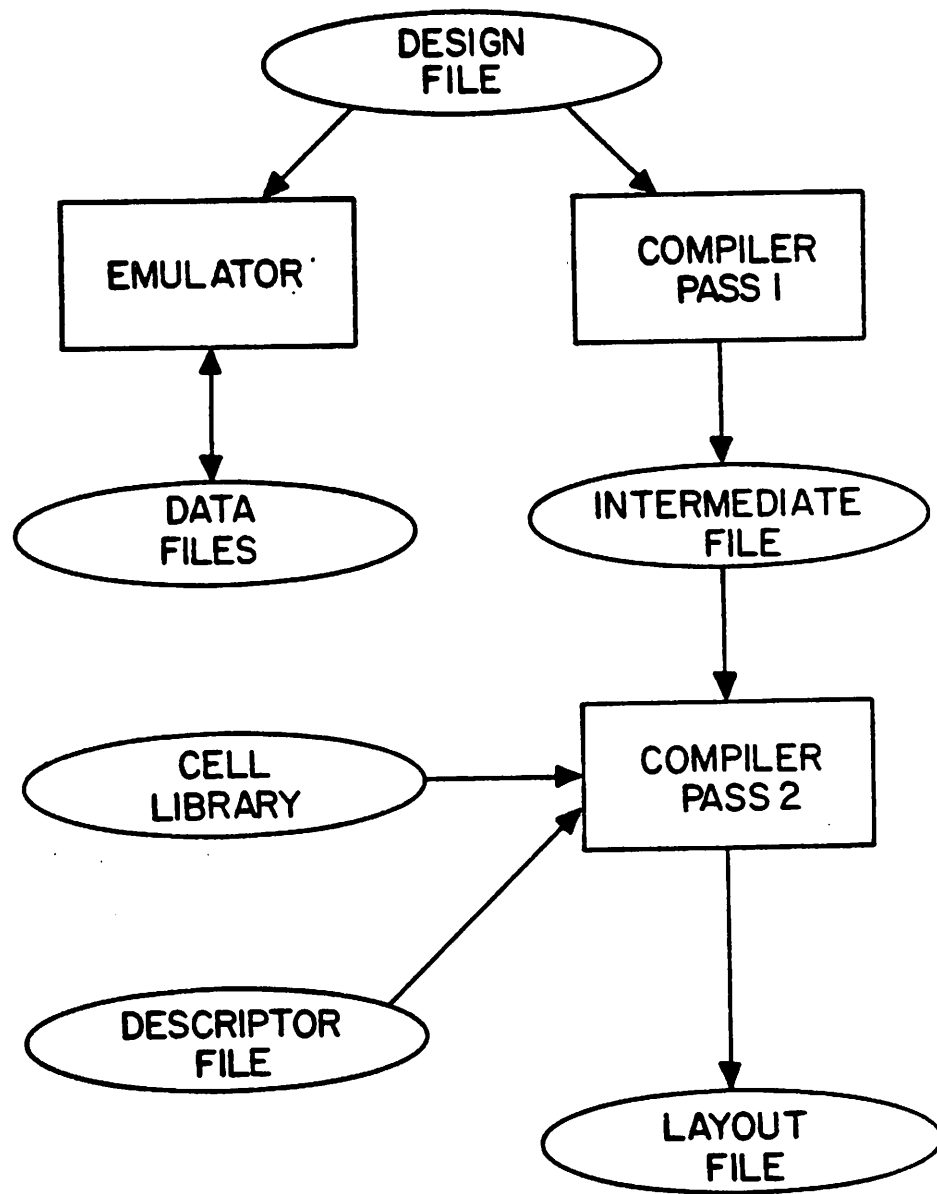 DESIGN
FILE
EMULATOR
COMPILER
PASS 1
DATA
FILES
INTERMEDIATE
FILE
CELL
LIBRARY
COMPILER
PASS 2
DESCRIPTOR
FILE
LAYOUT
FILE